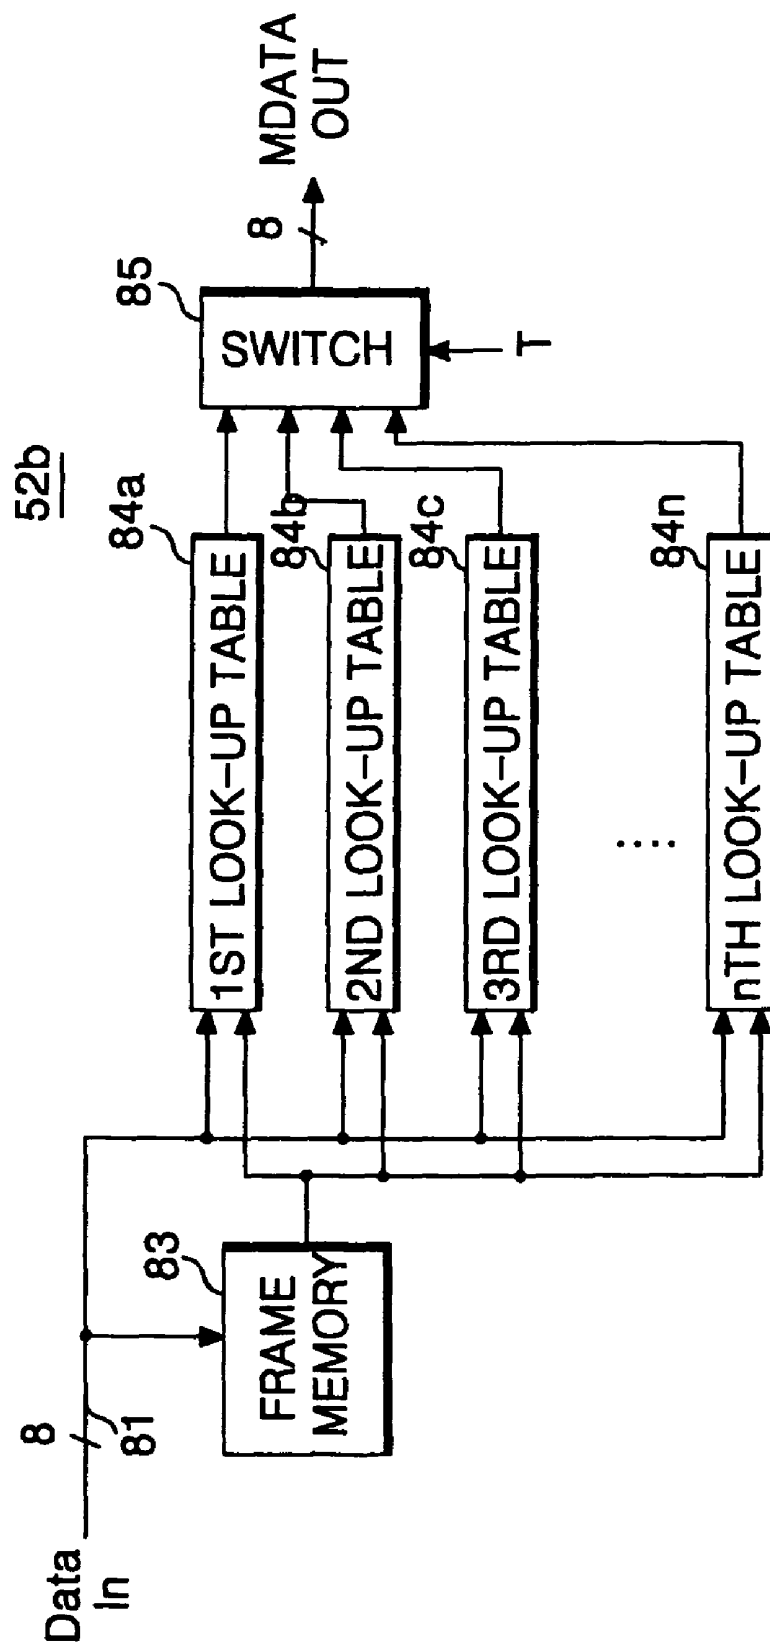 52b
Data
In
8
81
83
FRAME
MEMORY
84a
1ST LOOK-UP TABLE
84b
2ND LOOK-UP TABLE
84c
3RD LOOK-UP TABLE
....
84n
nTH LOOK-UP TABLE
85
SWITCH
T
8
MDATA
OUT